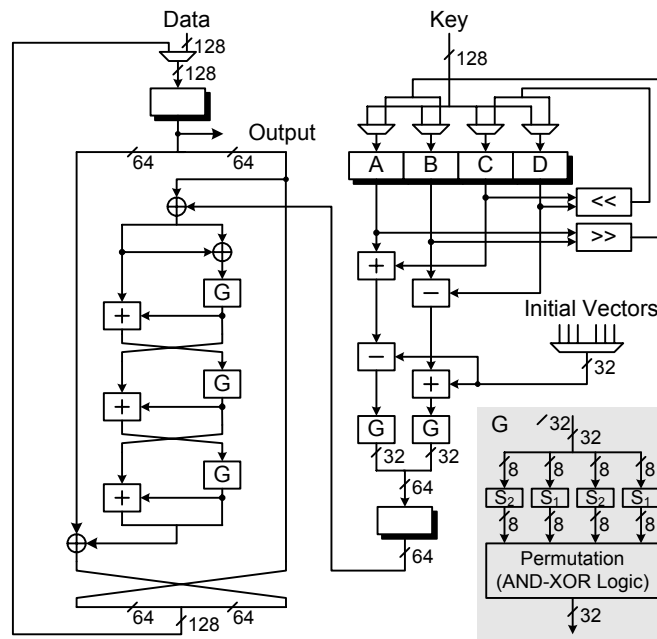 Data
Key
128
128
128
Output
64
64
A B C D
<<
>>
G
+
+
−
Initial Vectors
32
G
+
−
+
G
+
G G
32 32
64
64
64 128 64
G
32
32
8 8 8 8
S2 S1 S2 S1
8 8 8 8
Permutation
(AND-XOR Logic)
32